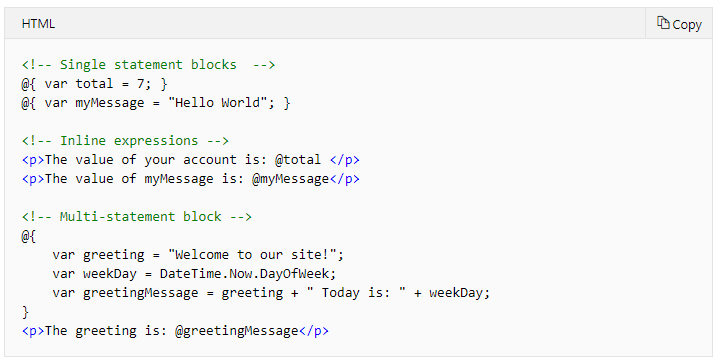 HTML
Copy
<!-- Single statement blocks  -->
@{ var total = 7; }
@{ var myMessage = "Hello World"; }
<!-- Inline expressions -->
<p>The value of your account is: @total </p>
<p>The value of myMessage is: @myMessage</p>
<!-- Multi-statement block -->
@{
    var greeting = "Welcome to our site!";
    var weekDay = DateTime.Now.DayOfWeek;
    var greetingMessage = greeting + " Today is: " + weekDay;
}
<p>The greeting is: @greetingMessage</p>